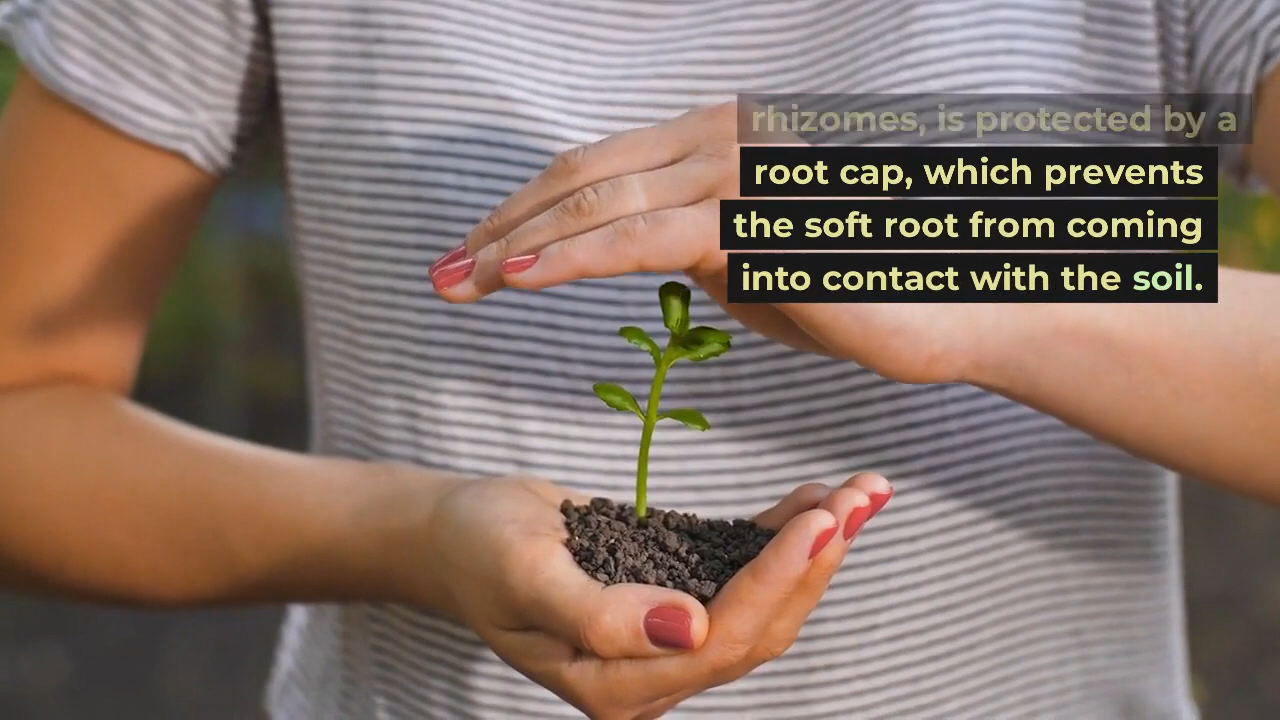 rhizomes, is protected by a
root cap, which prevents
the soft root from coming
into contact with the soil.